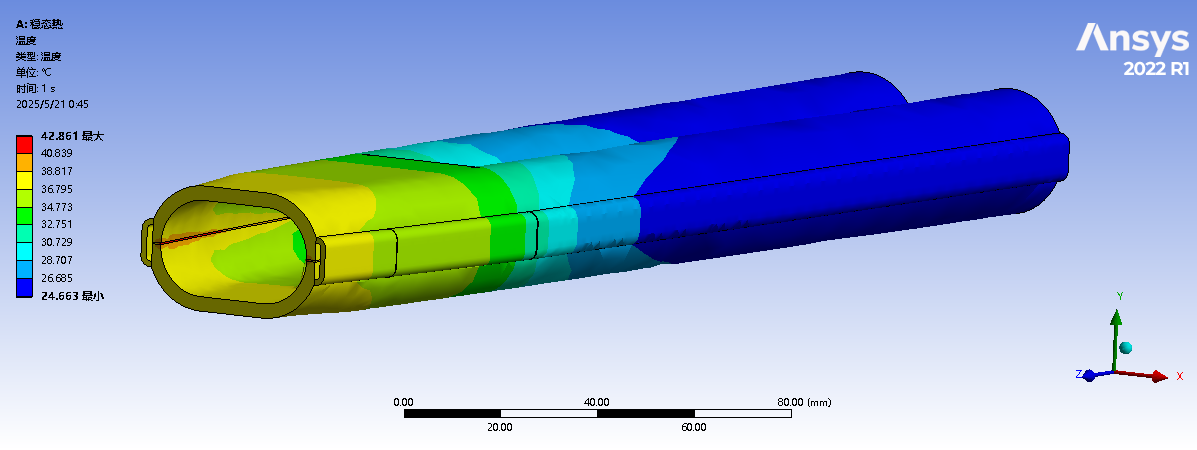 A: 稳态热
温度
类型: 温度
单位: °C
时间: 1 s
2025/5/21 0:45
42.861 最大
40.839
38.817
36.795
34.773
32.751
30.729
28.707
26.685
24.663 最小
Ansys
2022 R1
Y
Z
X
0.00 40.00 80.00 (mm)
20.00 60.00